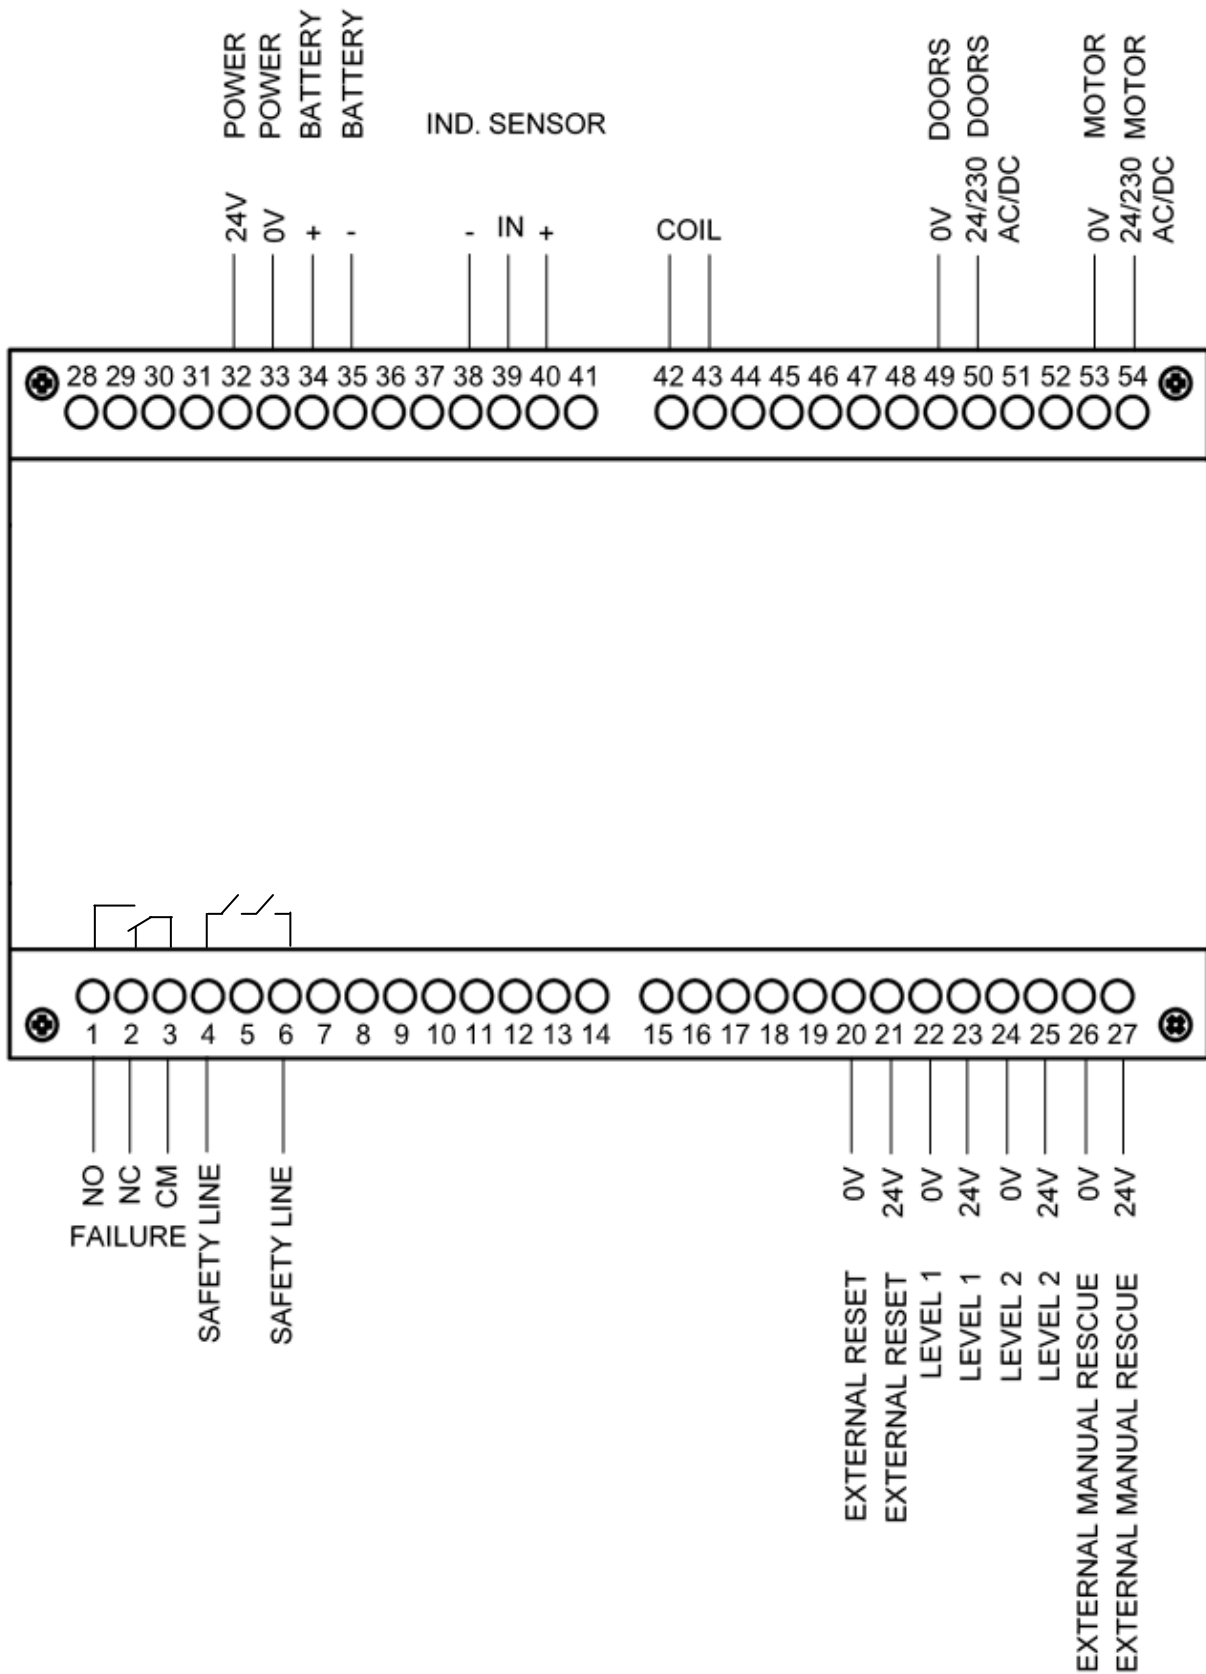 24V POWER
0V POWER
+ BATTERY
- BATTERY
IND. SENSOR
- IN +
COIL
0V DOORS
24/230 DOORS
AC/DC
0V MOTOR
24/230 MOTOR
AC/DC
28 29 30 31 32 33 34 35 36 37 38 39 40 41 42 43 44 45 46 47 48 49 50 51 52 53 54
1 2 3 4 5 6 7 8 9 10 11 12 13 14 15 16 17 18 19 20 21 22 23 24 25 26 27
NO
NC
CM
FAILURE
SAFETY LINE
SAFETY LINE
EXTERNAL RESET 0V
EXTERNAL RESET 24V
LEVEL 1 0V
LEVEL 1 24V
LEVEL 2 0V
LEVEL 2 24V
EXTERNAL MANUAL RESCUE 0V
EXTERNAL MANUAL RESCUE 24V